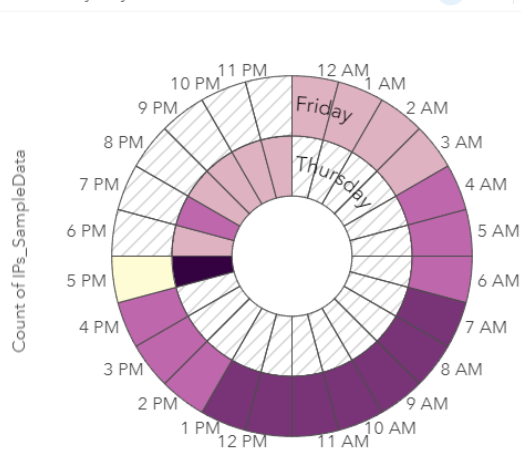 12 AM
1 AM
2 AM
3 AM
4 AM
5 AM
6 AM
7 AM
8 AM
9 AM
10 AM
11 AM
12 PM
1 PM
2 PM
3 PM
4 PM
5 PM
6 PM
7 PM
8 PM
9 PM
10 PM
11 PM
Friday
Thursday
Count of IPs_SampleData